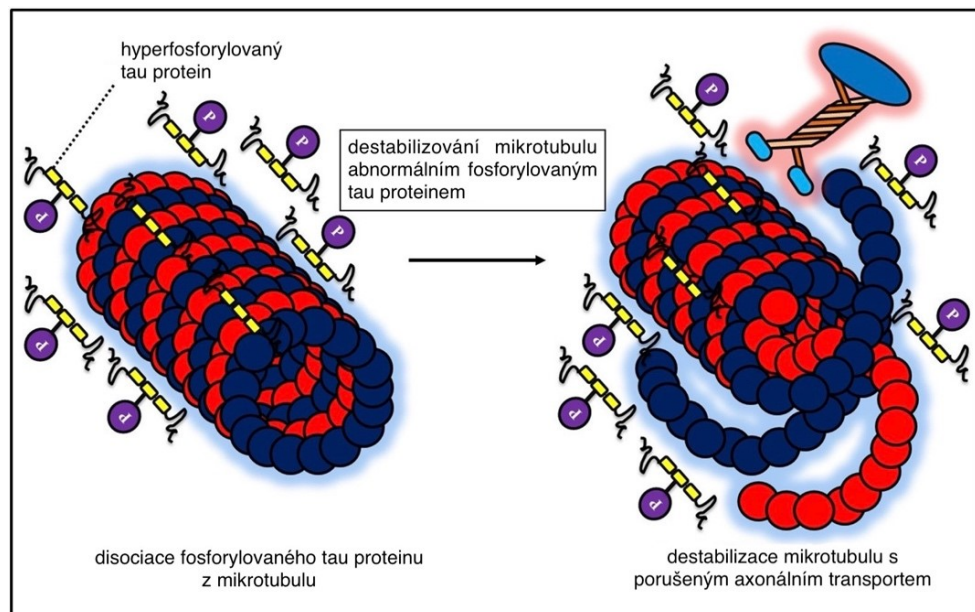 hyperfosforylovaný
tau protein
P
P
P
P
P
P
destabilizování mikrotubulu
abnormálním fosforylovaným
tau proteinem
P
P
P
P
P
P
disociace fosforylovaného tau proteinu
z mikrotubulu
destabilizace mikrotubulu s
porušeným axonálním transportem